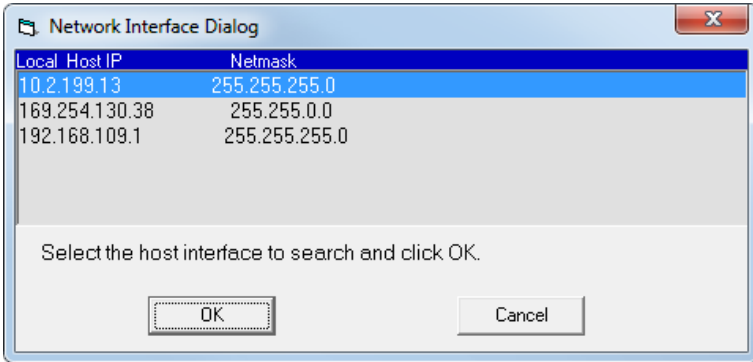 Network Interface Dialog
Local Host IP Netmask
10.2.199.13 255.255.255.0
169.254.130.38 255.255.0.0
192.168.109.1 255.255.255.0
Select the host interface to search and click OK.
OK Cancel